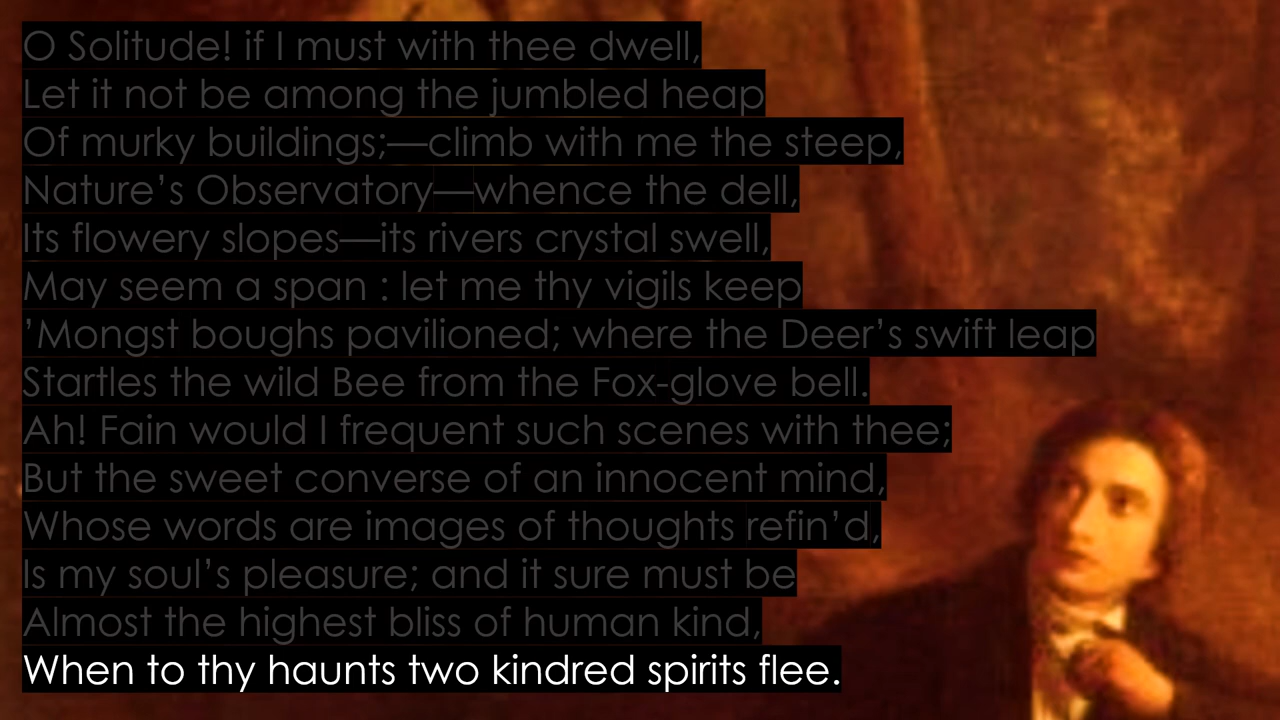 O Solitude! if I must with thee dwell,
Let it not be among the jumbled heap
Of murky buildings;—climb with me the steep,
Nature’s Observatory—whence the dell,
Its flowery slopes—its rivers crystal swell,
May seem a span : let me thy vigils keep
’Mongst boughs pavilioned; where the Deer’s swift leap
Startles the wild Bee from the Fox-glove bell.
Ah! Fain would I frequent such scenes with thee;
But the sweet converse of an innocent mind,
Whose words are images of thoughts refin’d,
Is my soul’s pleasure; and it sure must be
Almost the highest bliss of human kind,
When to thy haunts two kindred spirits flee.